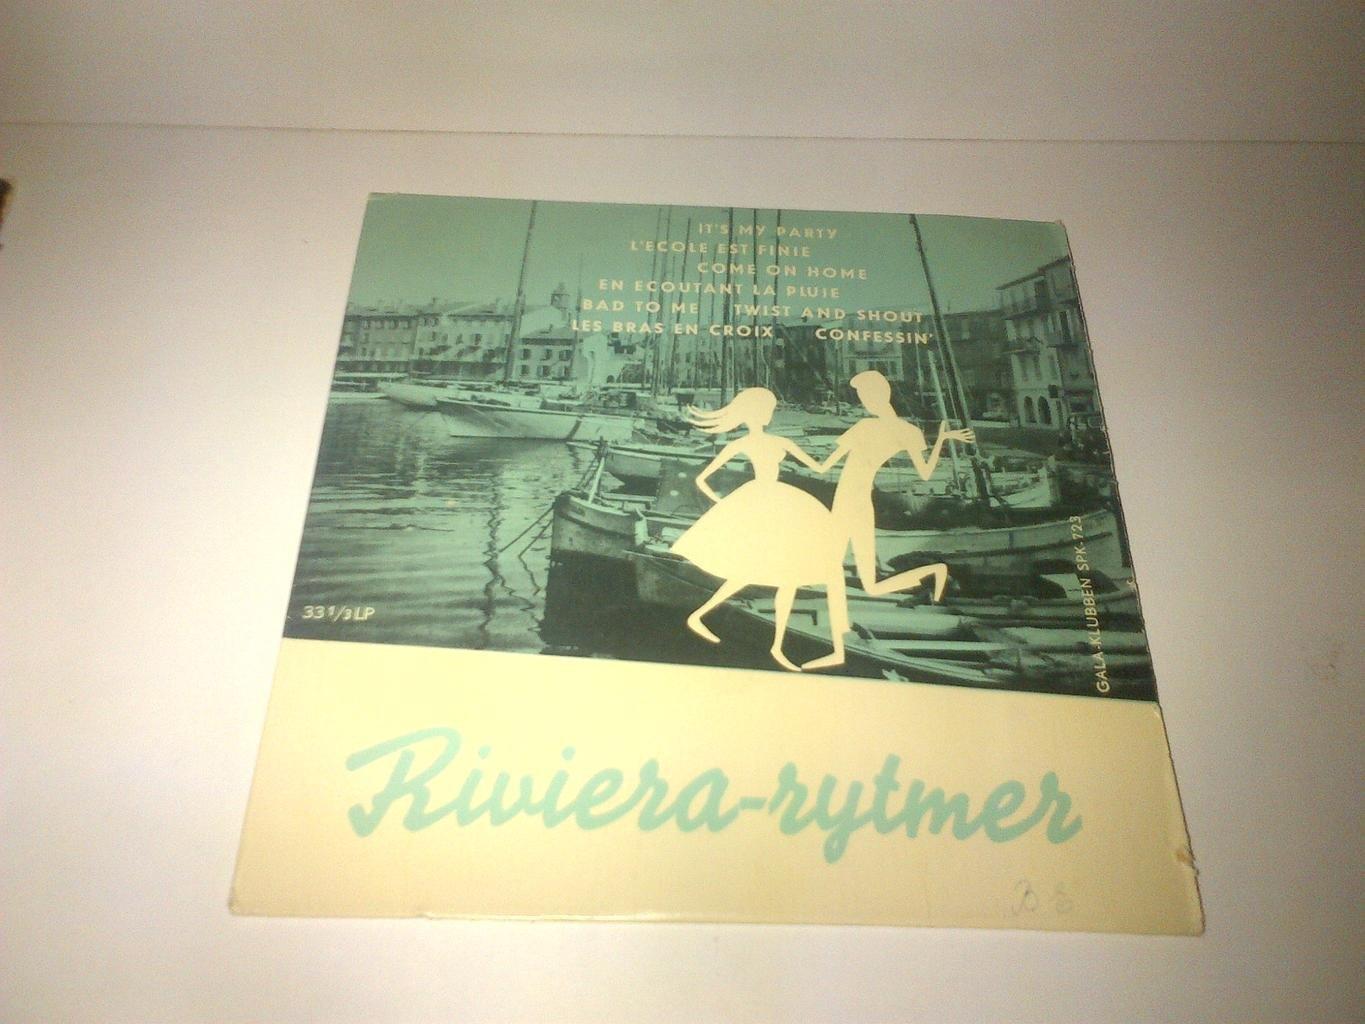 IT'S MY PARTY
L'ECOLE EST FINIE
COME ON HOME
EN ECOUTANT LA PLUIE
BAD TO ME TWIST AND SHOUT
LES BRAS EN CROIX CONFESSIN'
33 1/3 LP
GALA-KLUBBEN SPK-723
Riviera-rytmer
B S